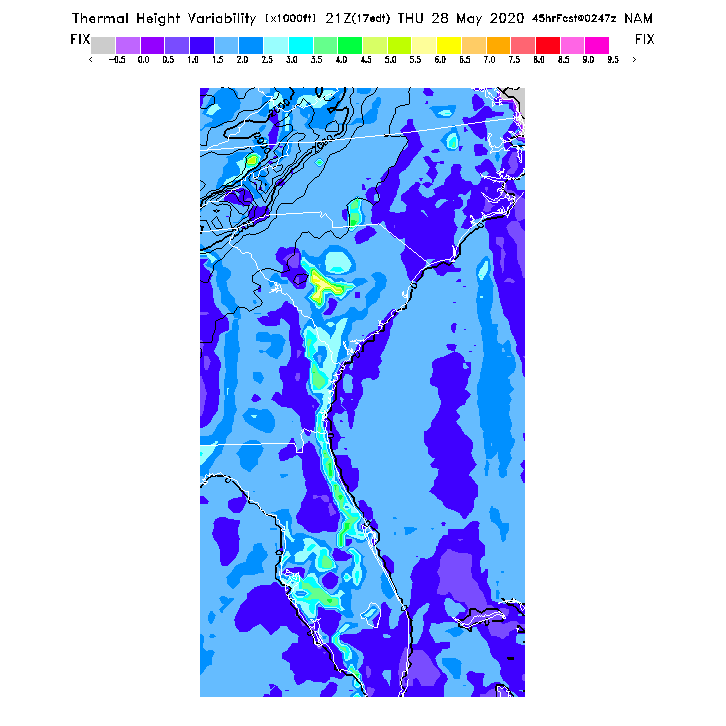 Thermal Height Variability [x1000ft] 21Z(17edt) THU 28 May 2020 45hrFcst@0247z NAM
FIX FIX
< -0.5 0.0 0.5 1.0 1.5 2.0 2.5 3.0 3.5 4.0 4.5 5.0 5.5 6.0 6.5 7.0 7.5 8.0 8.5 9.0 9.5 >